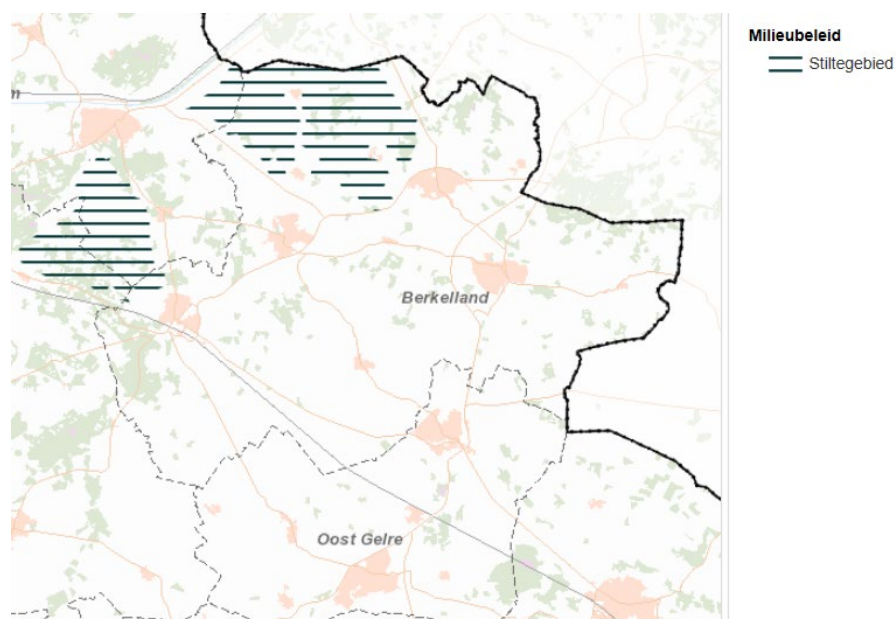 m
Milieubeleid
Stiltegebied
Berkelland
Oost Gelre